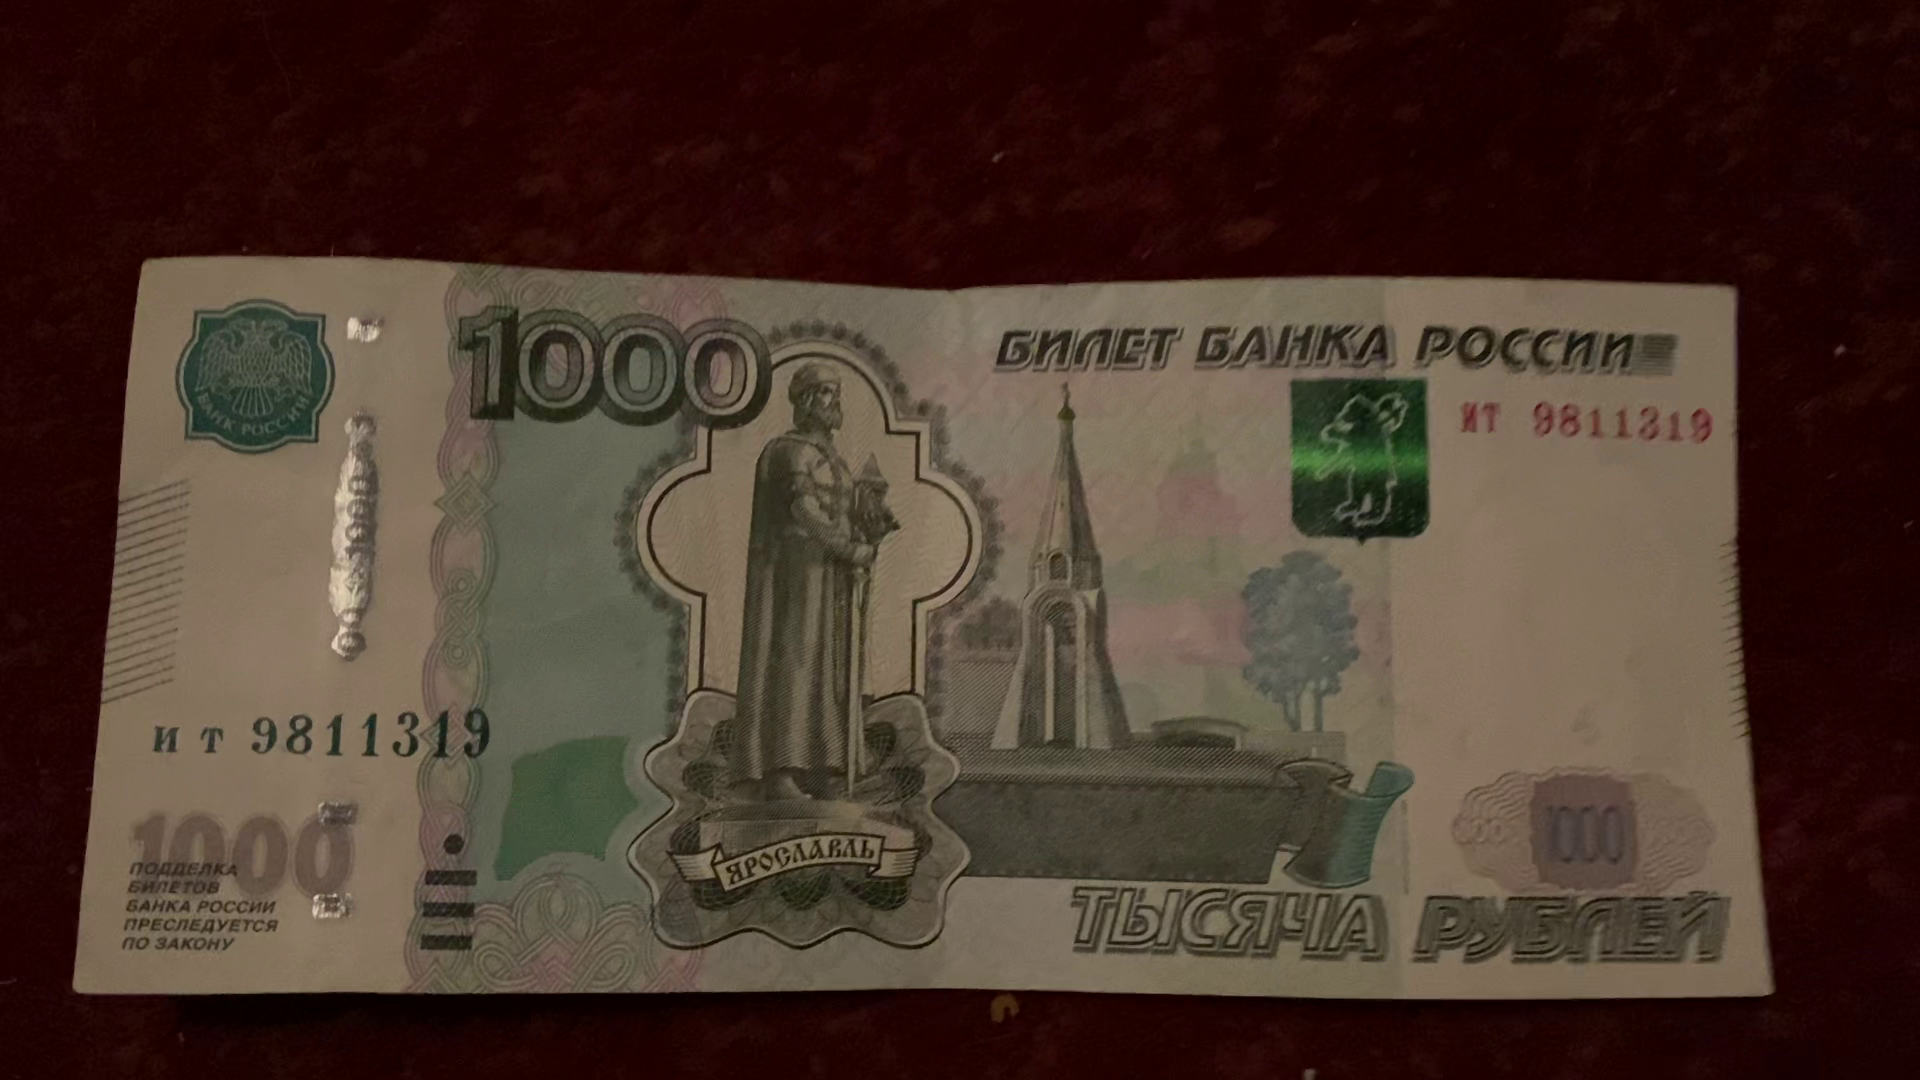 БАНК РОССИИ
1000
1000
БИЛЕТ БАНКА РОССИИ
ИТ 9811319
ит 9811319
1000
ПОДДЕЛКА
БИЛЕТОВ
БАНКА РОССИИ
ПРЕСЛЕДУЕТСЯ
ПО ЗАКОНУ
ЯРОСЛАВЛЬ
1000
ТЫСЯЧА РУБЛЕЙ